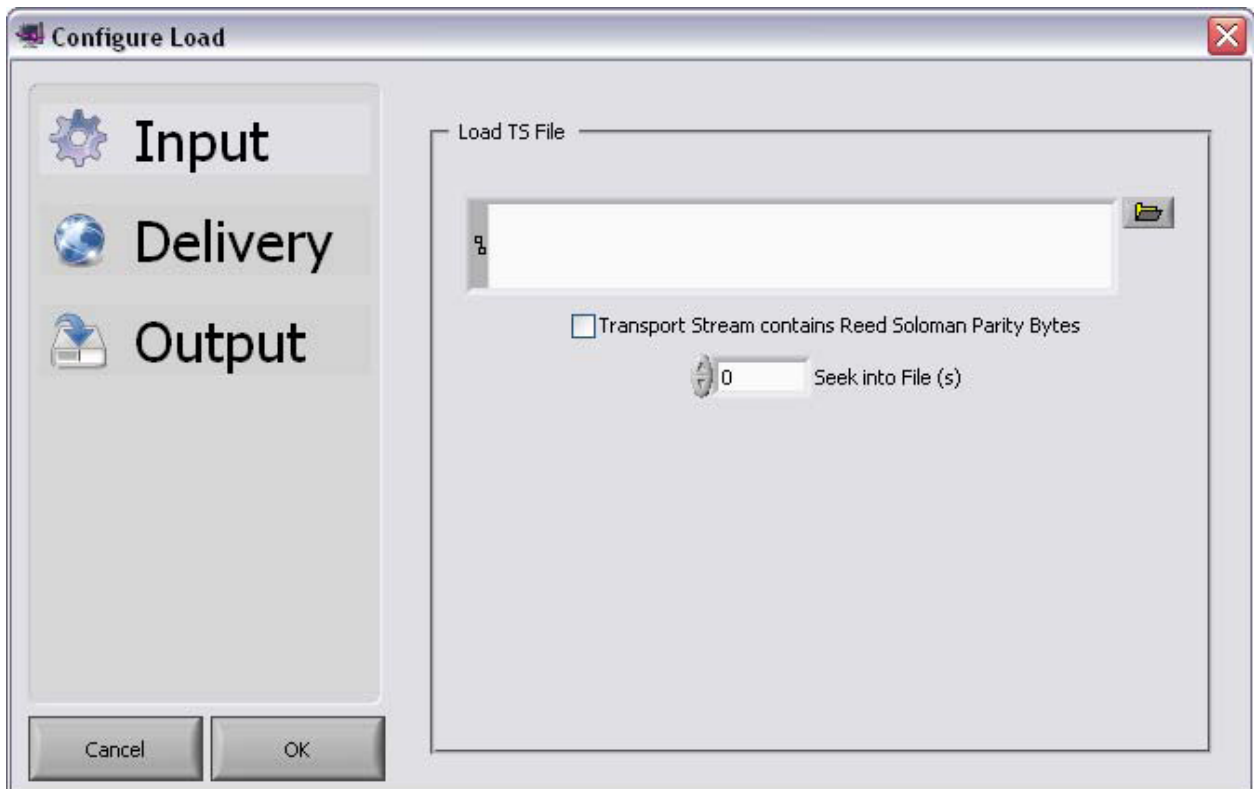 Configure Load
Input
Delivery
Output
Load TS File
Transport Stream contains Reed Soloman Parity Bytes
0 Seek into File (s)
Cancel
OK